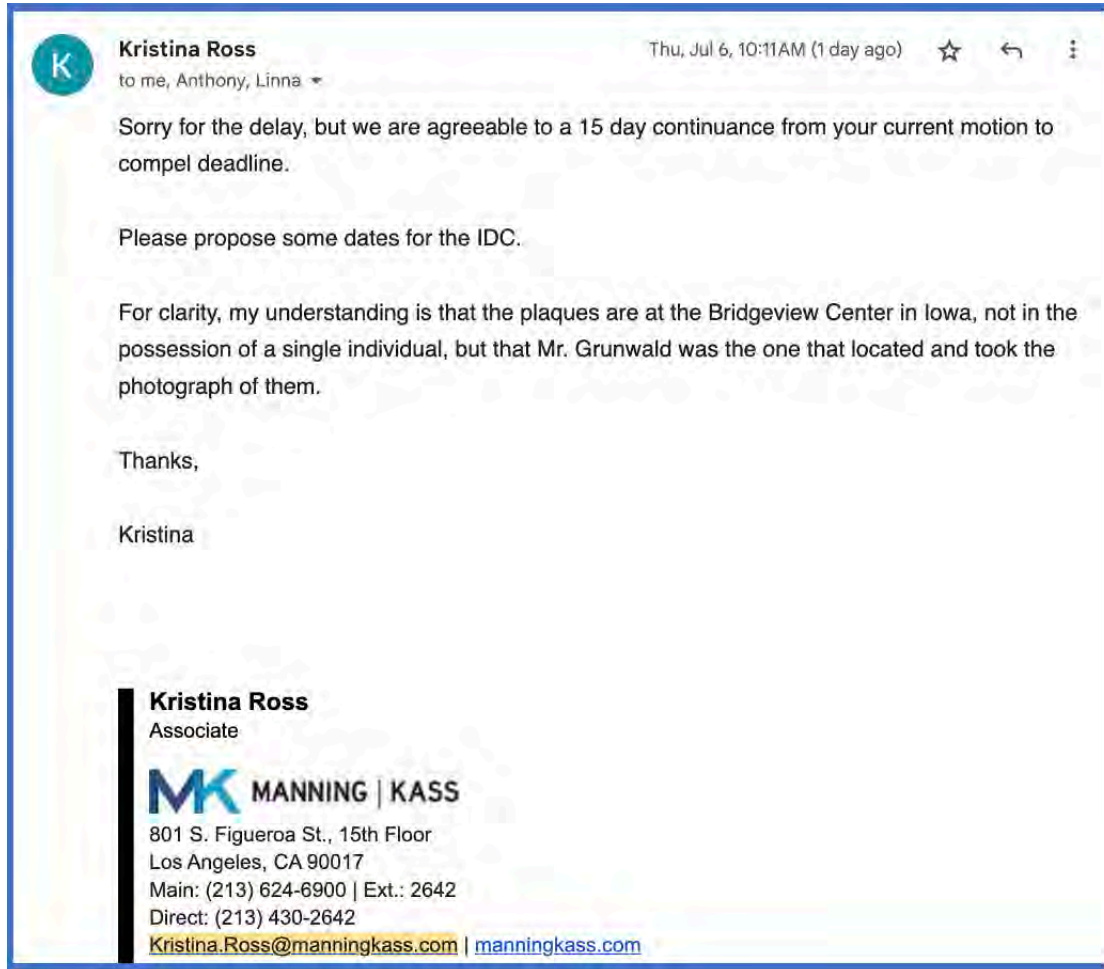 K
Kristina Ross
Thu, Jul 6, 10:11 AM (1 day ago)
to me, Anthony, Linna
Sorry for the delay, but we are agreeable to a 15 day continuance from your current motion to
compel deadline.
Please propose some dates for the IDC.
For clarity, my understanding is that the plaques are at the Bridgeview Center in Iowa, not in the
possession of a single individual, but that Mr. Grunwald was the one that located and took the
photograph of them.
Thanks,
Kristina
Kristina Ross
Associate
MK MANNING | KASS
801 S. Figueroa St., 15th Floor
Los Angeles, CA 90017
Main: (213) 624-6900 | Ext.: 2642
Direct: (213) 430-2642
Kristina.Ross@manningkass.com | manningkass.com